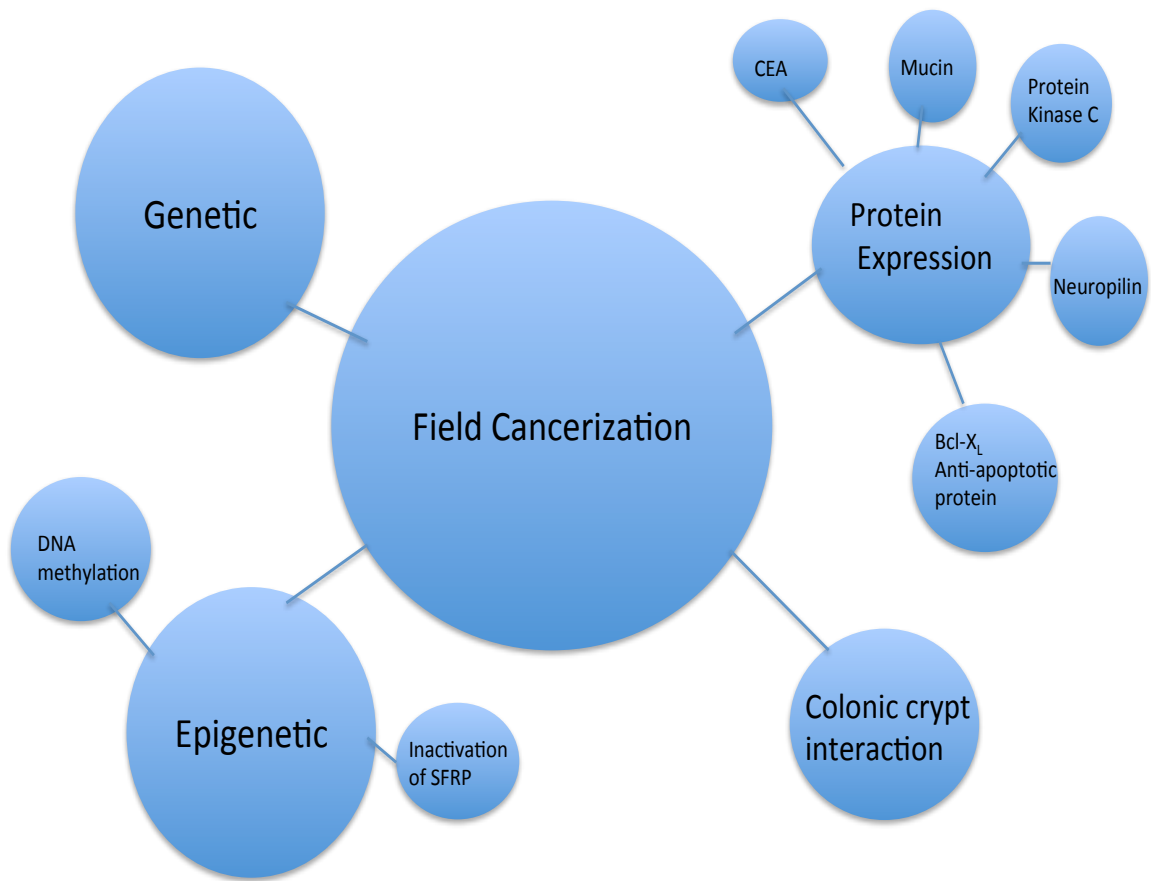 CEA
Mucin
Protein
Kinase C
Genetic
Protein
Expression
Neuropilin
Field Cancerization
Bcl-XL
Anti-apoptotic
protein
DNA
methylation
Epigenetic
Inactivation
of SFRP
Colonic crypt
interaction